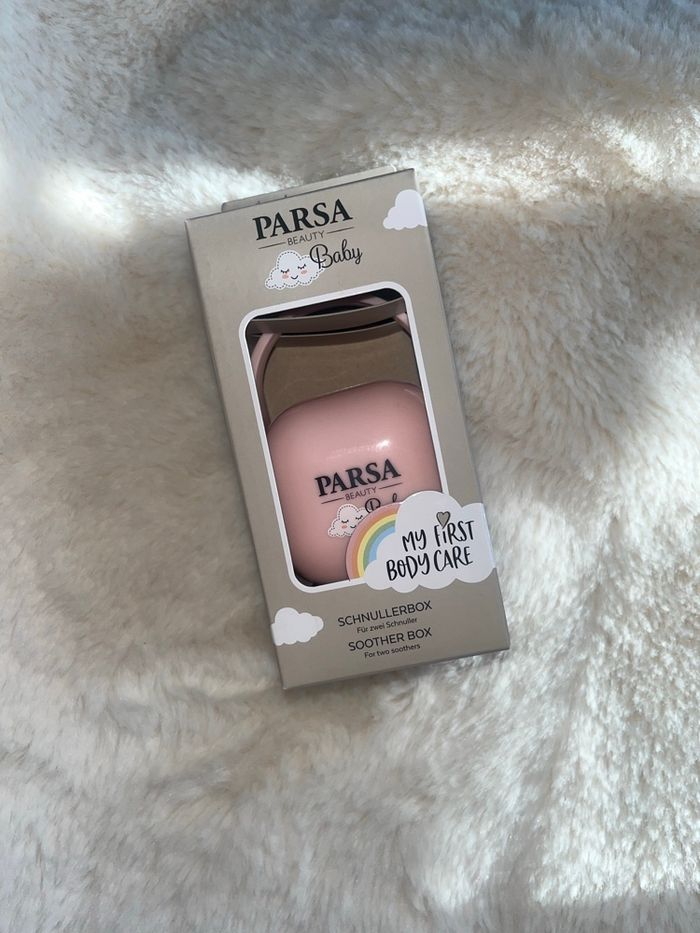 PARSA
BEAUTY
Baby
PARSA
BEAUTY
MY FIRST
BODY CARE
SCHNULLERBOX
Für zwei Schnuller
SOOTHER BOX
For two soothers